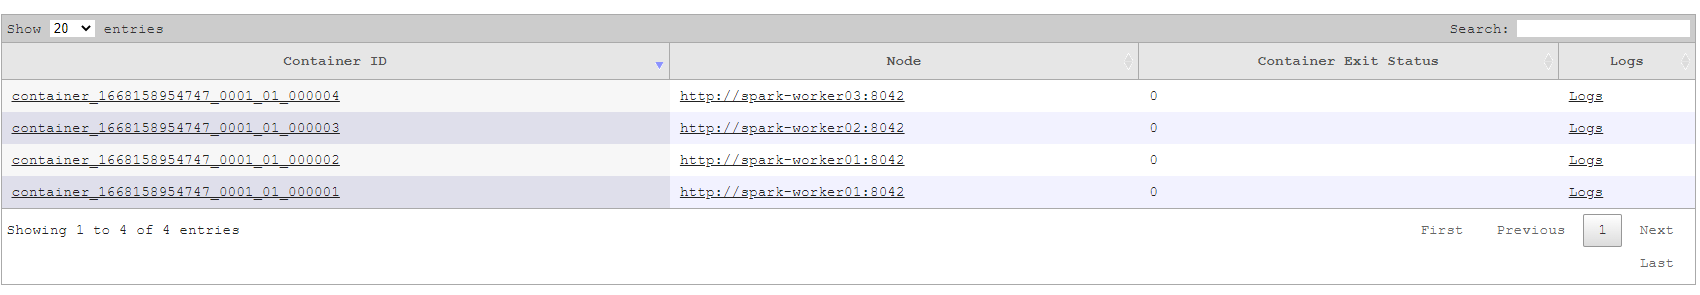 Show 20 entries Search:
Container ID Node Container Exit Status Logs
container_1668158954747_0001_01_000004 http://spark-worker03:8042 0 Logs
container_1668158954747_0001_01_000003 http://spark-worker02:8042 0 Logs
container_1668158954747_0001_01_000002 http://spark-worker01:8042 0 Logs
container_1668158954747_0001_01_000001 http://spark-worker01:8042 0 Logs
Showing 1 to 4 of 4 entries First Previous 1 Next
Last